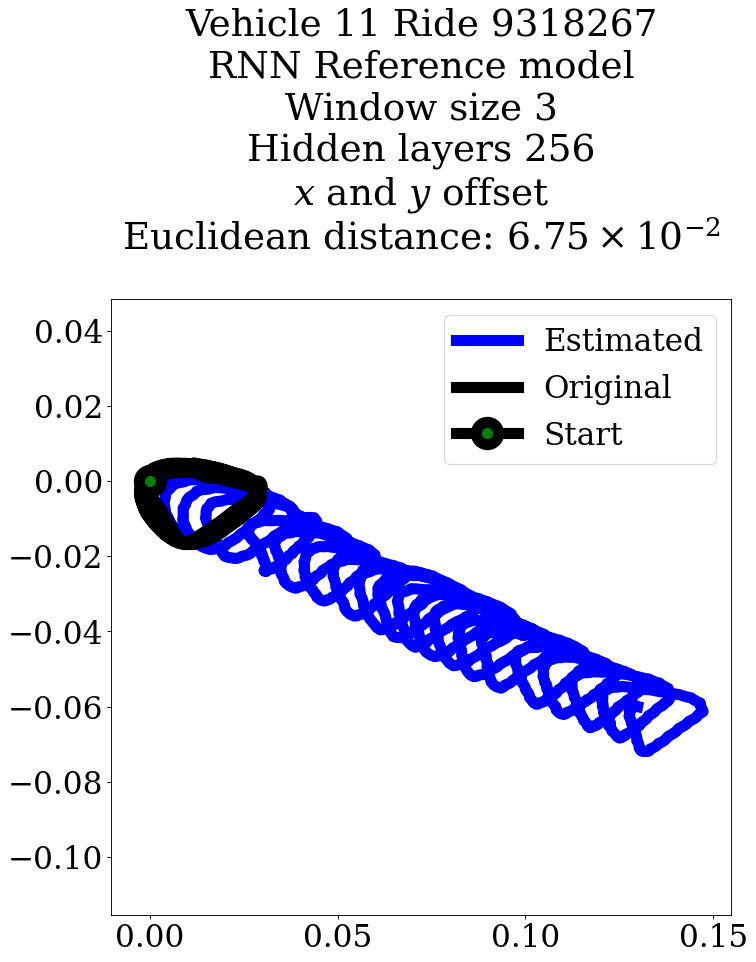 Vehicle 11 Ride 9318267
RNN Reference model
Window size 3
Hidden layers 256
x and y offset
Euclidean distance: 6.75 × 10⁻²
Estimated
Original
Start
0.04
0.02
0.00
−0.02
−0.04
−0.06
−0.08
−0.10
0.00 0.05 0.10 0.15